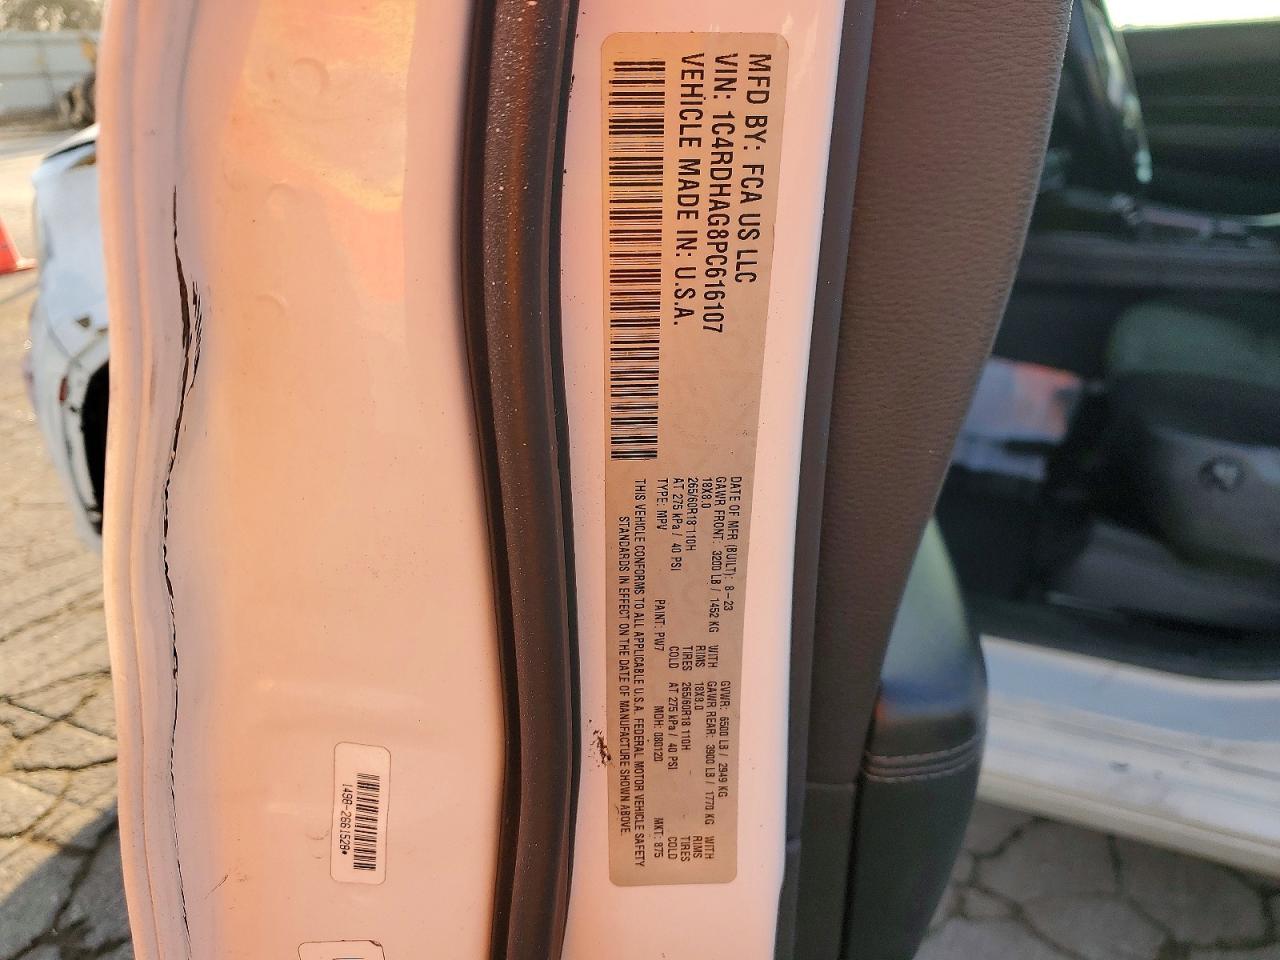 MFD BY: FCA US LLC
VIN: 1C4RDHAG8PC616107
VEHICLE MADE IN: U.S.A.
DATE OF MFR (BUILT): 8-23 GVWR: 6500 LB / 2949 KG
GAWR FRONT: 3200 LB / 1452 KG WITH GAWR REAR: 3900 LB / 1770 KG WITH
18X8.0 RIMS 18X8.0 RIMS
265/60R18 110H TIRES 265/60R18 110H TIRES
AT 275 kPa / 40 PSI COLD AT 275 kPa / 40 PSI COLD
TYPE: MPV PAINT: PW7 MDH: 080120 MKT: 875
THIS VEHICLE CONFORMS TO ALL APPLICABLE U.S.A. FEDERAL MOTOR VEHICLE SAFETY
STANDARDS IN EFFECT ON THE DATE OF MANUFACTURE SHOWN ABOVE.
1498-2661528*